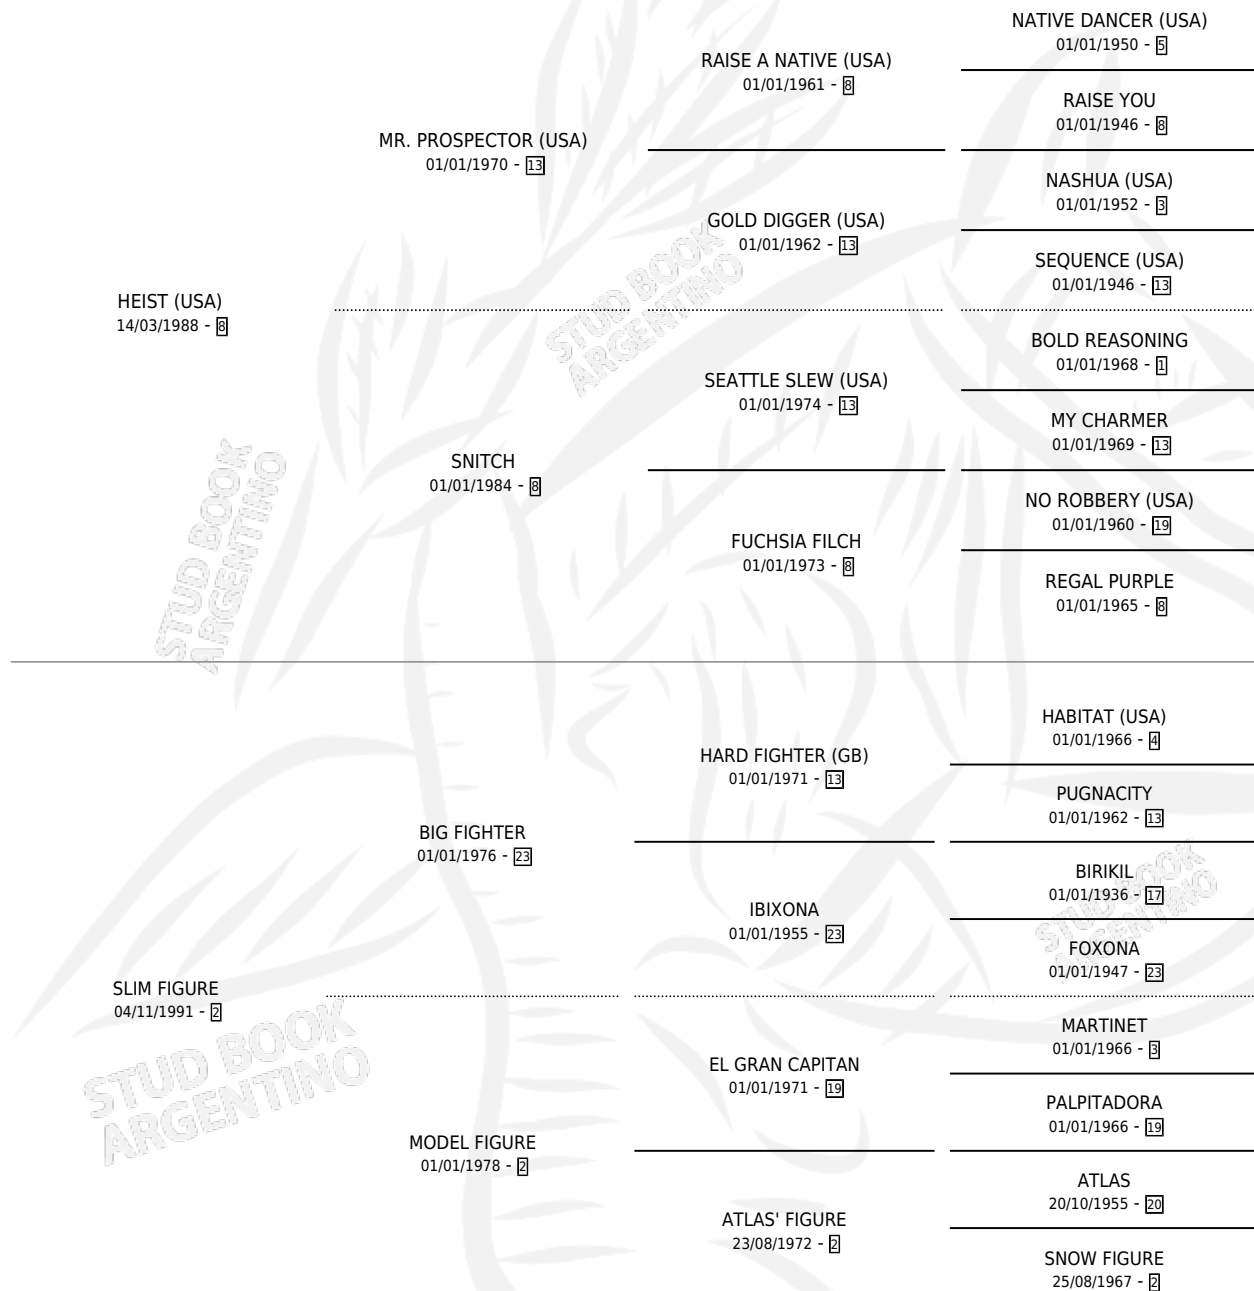 NATIVE DANCER (USA)
01/01/1950 - 5
RAISE A NATIVE (USA)
01/01/1961 - 8
RAISE YOU
01/01/1946 - 8
MR. PROSPECTOR (USA)
01/01/1970 - 13
NASHUA (USA)
01/01/1952 - 3
GOLD DIGGER (USA)
01/01/1962 - 13
SEQUENCE (USA)
01/01/1946 - 13
HEIST (USA)
14/03/1988 - 8
BOLD REASONING
01/01/1968 - 1
SEATTLE SLEW (USA)
01/01/1974 - 13
MY CHARMER
01/01/1969 - 13
SNITCH
01/01/1984 - 8
NO ROBBERY (USA)
01/01/1960 - 19
FUCHSIA FILCH
01/01/1973 - 8
REGAL PURPLE
01/01/1965 - 8
HABITAT (USA)
01/01/1966 - 4
HARD FIGHTER (GB)
01/01/1971 - 13
PUGNACITY
01/01/1962 - 13
BIG FIGHTER
01/01/1976 - 23
BIRIKIL
01/01/1936 - 17
IBIXONA
01/01/1955 - 23
FOXONA
01/01/1947 - 23
SLIM FIGURE
04/11/1991 - 2
MARTINET
01/01/1966 - 3
EL GRAN CAPITAN
01/01/1971 - 19
PALPITADORA
01/01/1966 - 19
MODEL FIGURE
01/01/1978 - 2
ATLAS
20/10/1955 - 20
ATLAS' FIGURE
23/08/1972 - 2
SNOW FIGURE
25/08/1967 - 2
STUD BOOK
ARGENTINO
STUD BOOK
ARGENTINO
STUD BOOK
ARGENTINO
STUD BOOK
ARGENTINO